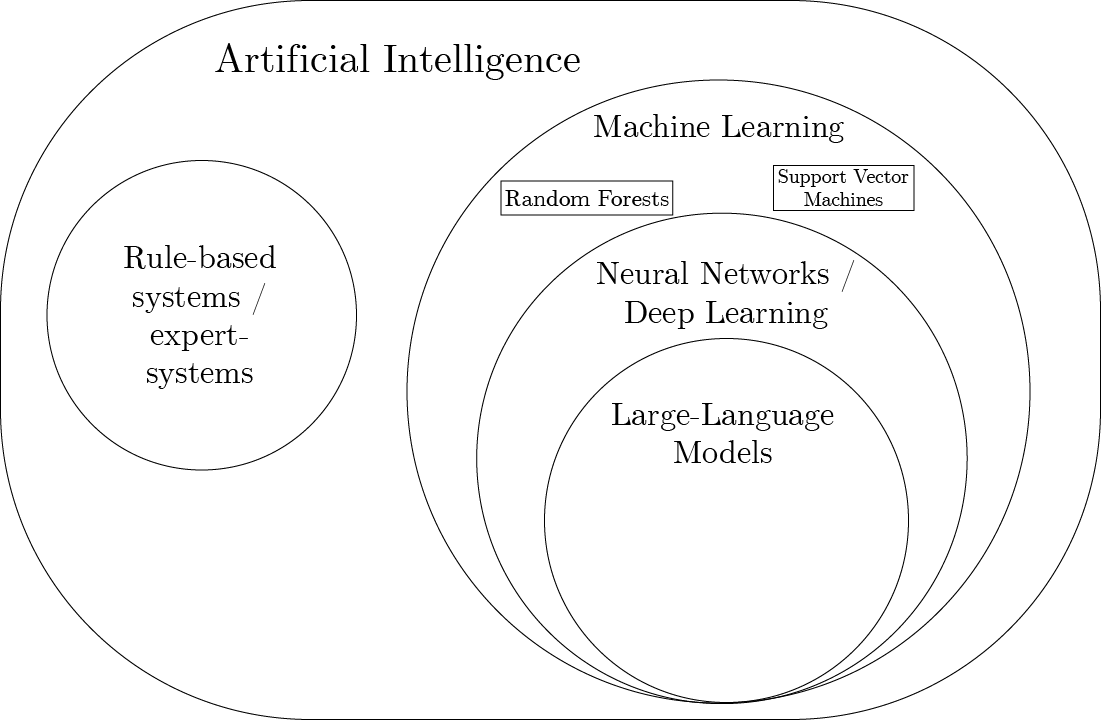 Artificial Intelligence
Machine Learning
Random Forests
Support Vector
Machines
Rule-based
systems /
expert-
systems
Neural Networks /
Deep Learning
Large-Language
Models